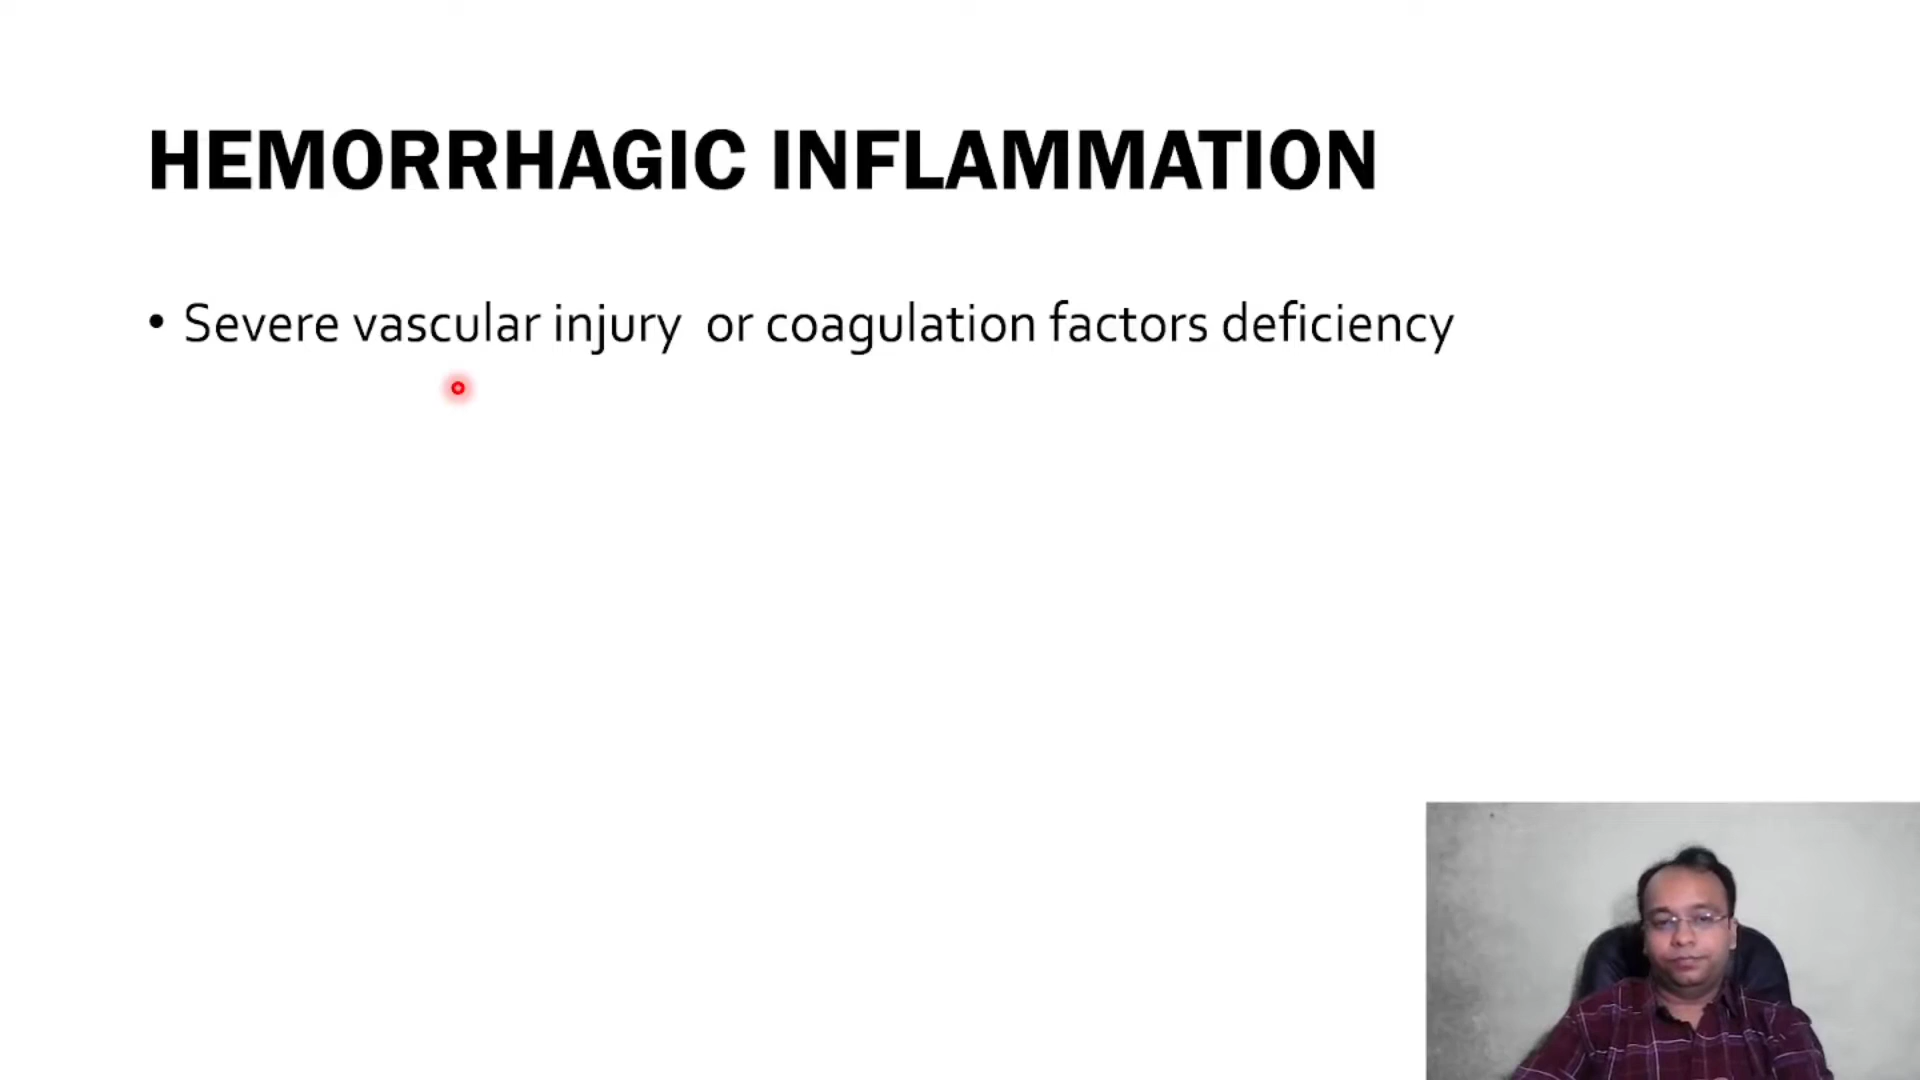 HEMORRHAGIC INFLAMMATION
• Severe vascular injury  or coagulation factors deficiency